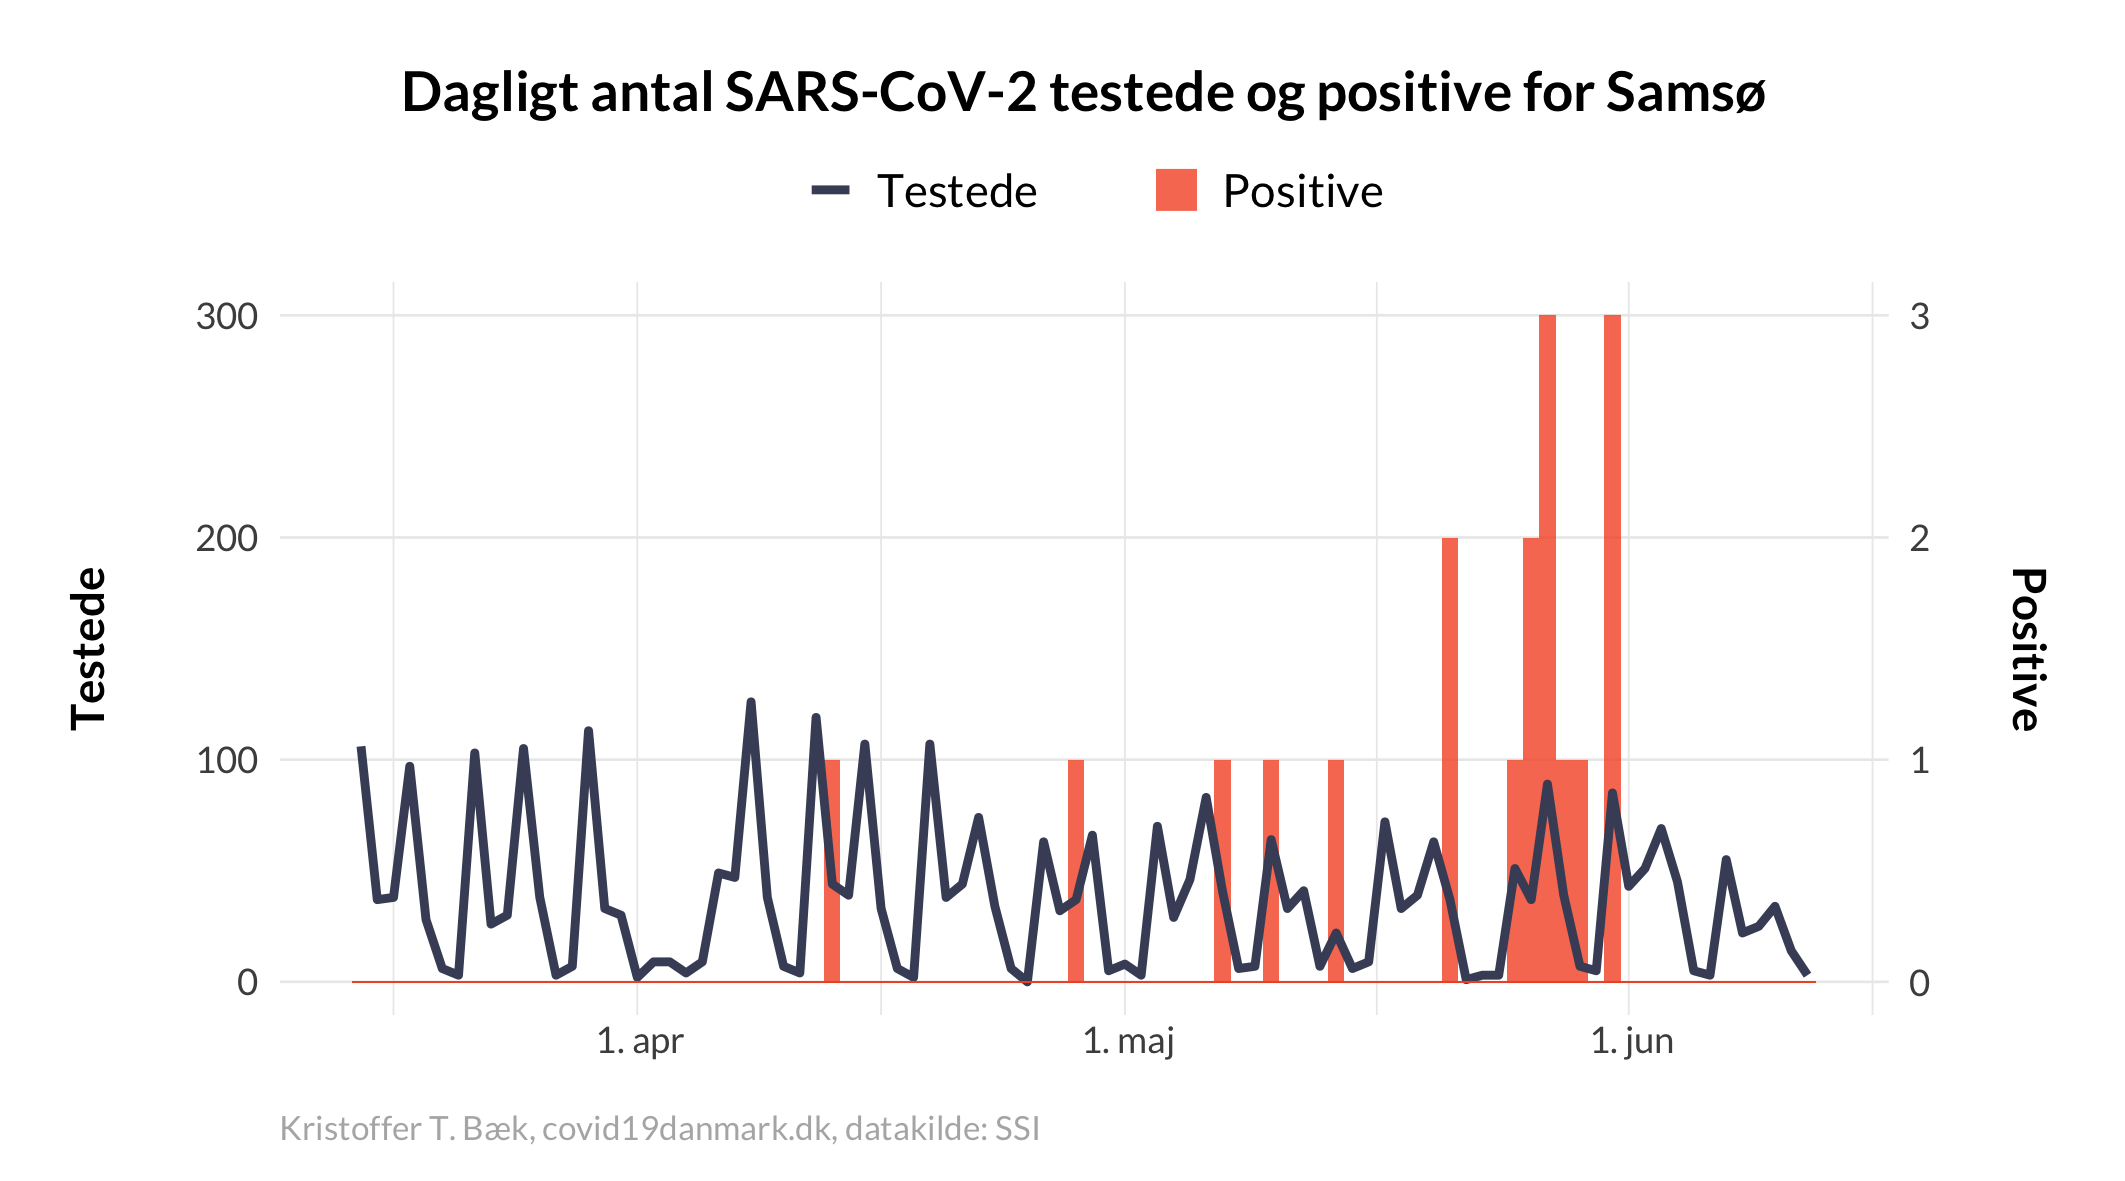 Dagligt antal SARS-CoV-2 testede og positive for Samsø
Testede
Positive
300
200
100
0
3
2
1
0
Testede
Positive
1. apr
1. maj
1. jun
Kristoffer T. Bæk, covid19danmark.dk, datakilde: SSI